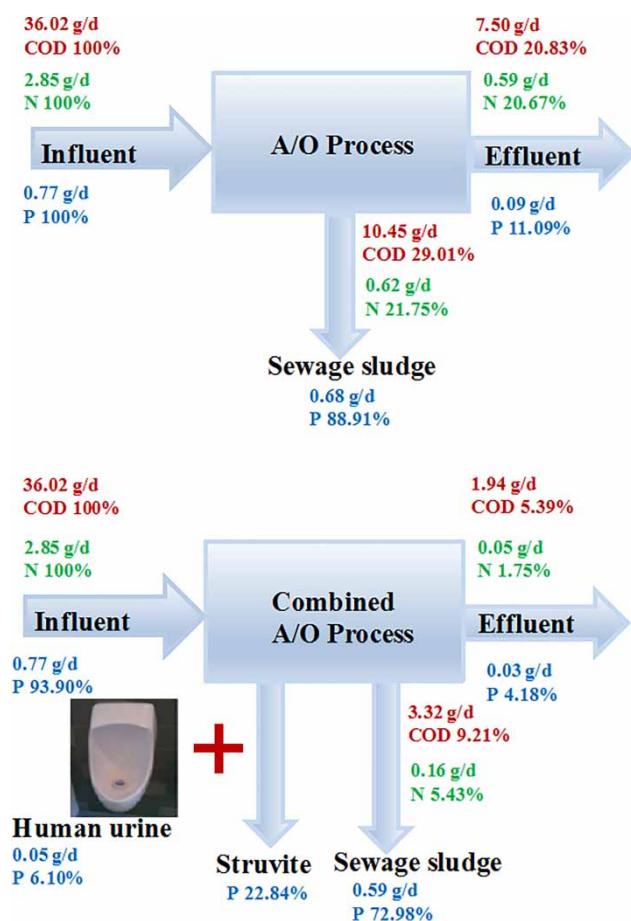 36.02 g/d
COD 100%
2.85 g/d
N 100%
Influent
0.77 g/d
P 100%
A/O Process
7.50 g/d
COD 20.83%
0.59 g/d
N 20.67%
Effluent
0.09 g/d
P 11.09%
10.45 g/d
COD 29.01%
0.62 g/d
N 21.75%
Sewage sludge
0.68 g/d
P 88.91%
36.02 g/d
COD 100%
2.85 g/d
N 100%
Influent
0.77 g/d
P 93.90%
Combined
A/O Process
1.94 g/d
COD 5.39%
0.05 g/d
N 1.75%
Effluent
0.03 g/d
P 4.18%
3.32 g/d
COD 9.21%
0.16 g/d
N 5.43%
Human urine
0.05 g/d
P 6.10%
Struvite
P 22.84%
Sewage sludge
0.59 g/d
P 72.98%